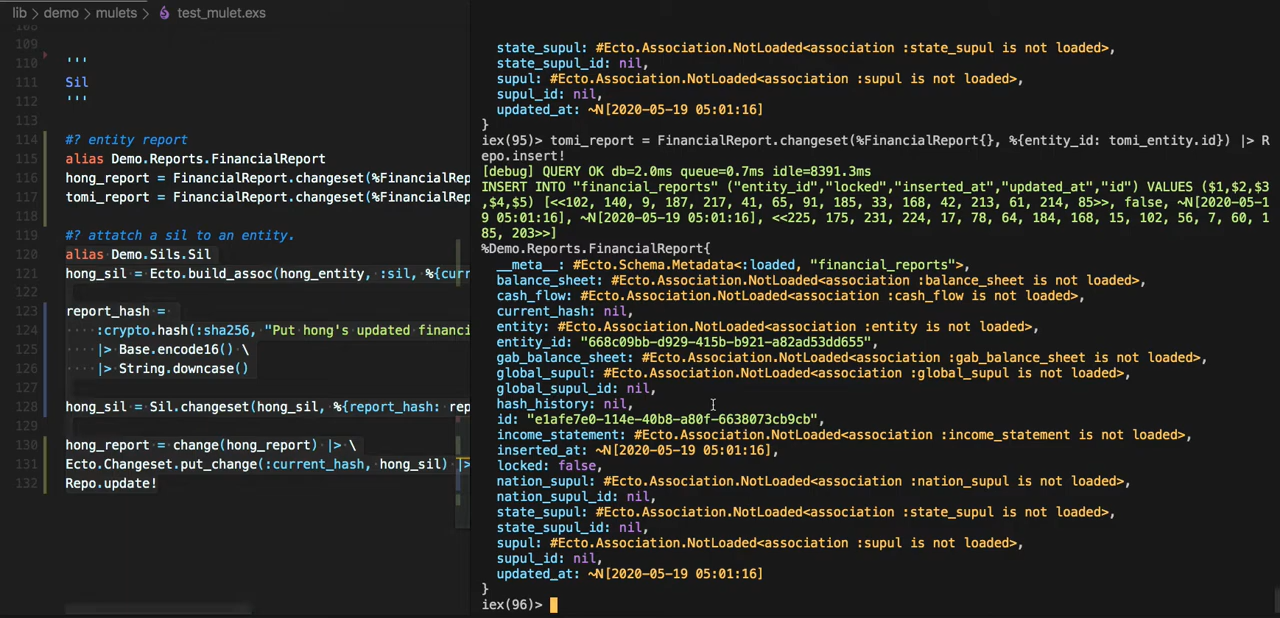 lib > demo > mulets > test_mulet.exs
109
110 '''
111 Sil
112 '''
113
114 #? entity report
115 alias Demo.Reports.FinancialReport
116 hong_report = FinancialReport.changeset(%Financial
117 tomi_report = FinancialReport.changeset(%Financial
118
119 #? attatch a sil to an entity.
120 alias Demo.Sils.Sil
121 hong_sil = Ecto.build_assoc(hong_entity, :sil, %{curr
122
123 report_hash =
124 ····:crypto.hash(:sha256, "Put hong's updated financi
125 ····|> Base.encode16() \
126 ····|> String.downcase()
127
128 hong_sil = Sil.changeset(hong_sil, %{report_hash: rep
129
130 hong_report = change(hong_report) |> \
131 Ecto.Changeset.put_change(:current_hash, hong_sil) |>
132 Repo.update!
state_supul: #Ecto.Association.NotLoaded<association :state_supul is not loaded>,
state_supul_id: nil,
supul: #Ecto.Association.NotLoaded<association :supul is not loaded>,
supul_id: nil,
updated_at: ~N[2020-05-19 05:01:16]
}
iex(95)> tomi_report = FinancialReport.changeset(%FinancialReport{}, %{entity_id: tomi_entity.id}) |> R
epo.insert!
[debug] QUERY OK db=2.0ms queue=0.7ms idle=8391.3ms
INSERT INTO "financial_reports" ("entity_id","locked","inserted_at","updated_at","id") VALUES ($1,$2,$3
,$4,$5) [<<102, 140, 9, 187, 217, 41, 65, 91, 185, 33, 168, 42, 213, 61, 214, 85>>, false, ~N[2020-05-1
9 05:01:16], ~N[2020-05-19 05:01:16], <<225, 175, 231, 224, 17, 78, 64, 184, 168, 15, 102, 56, 7, 60, 1
85, 203>>]
%Demo.Reports.FinancialReport{
__meta__: #Ecto.Schema.Metadata<:loaded, "financial_reports">,
balance_sheet: #Ecto.Association.NotLoaded<association :balance_sheet is not loaded>,
cash_flow: #Ecto.Association.NotLoaded<association :cash_flow is not loaded>,
current_hash: nil,
entity: #Ecto.Association.NotLoaded<association :entity is not loaded>,
entity_id: "668c09bb-d929-415b-b921-a82ad53dd655",
gab_balance_sheet: #Ecto.Association.NotLoaded<association :gab_balance_sheet is not loaded>,
global_supul: #Ecto.Association.NotLoaded<association :global_supul is not loaded>,
global_supul_id: nil,
hash_history: nil,
id: "e1afe7e0-114e-40b8-a80f-6638073cb9cb",
income_statement: #Ecto.Association.NotLoaded<association :income_statement is not loaded>,
inserted_at: ~N[2020-05-19 05:01:16],
locked: false,
nation_supul: #Ecto.Association.NotLoaded<association :nation_supul is not loaded>,
nation_supul_id: nil,
state_supul: #Ecto.Association.NotLoaded<association :state_supul is not loaded>,
state_supul_id: nil,
supul: #Ecto.Association.NotLoaded<association :supul is not loaded>,
supul_id: nil,
updated_at: ~N[2020-05-19 05:01:16]
}
iex(96)>